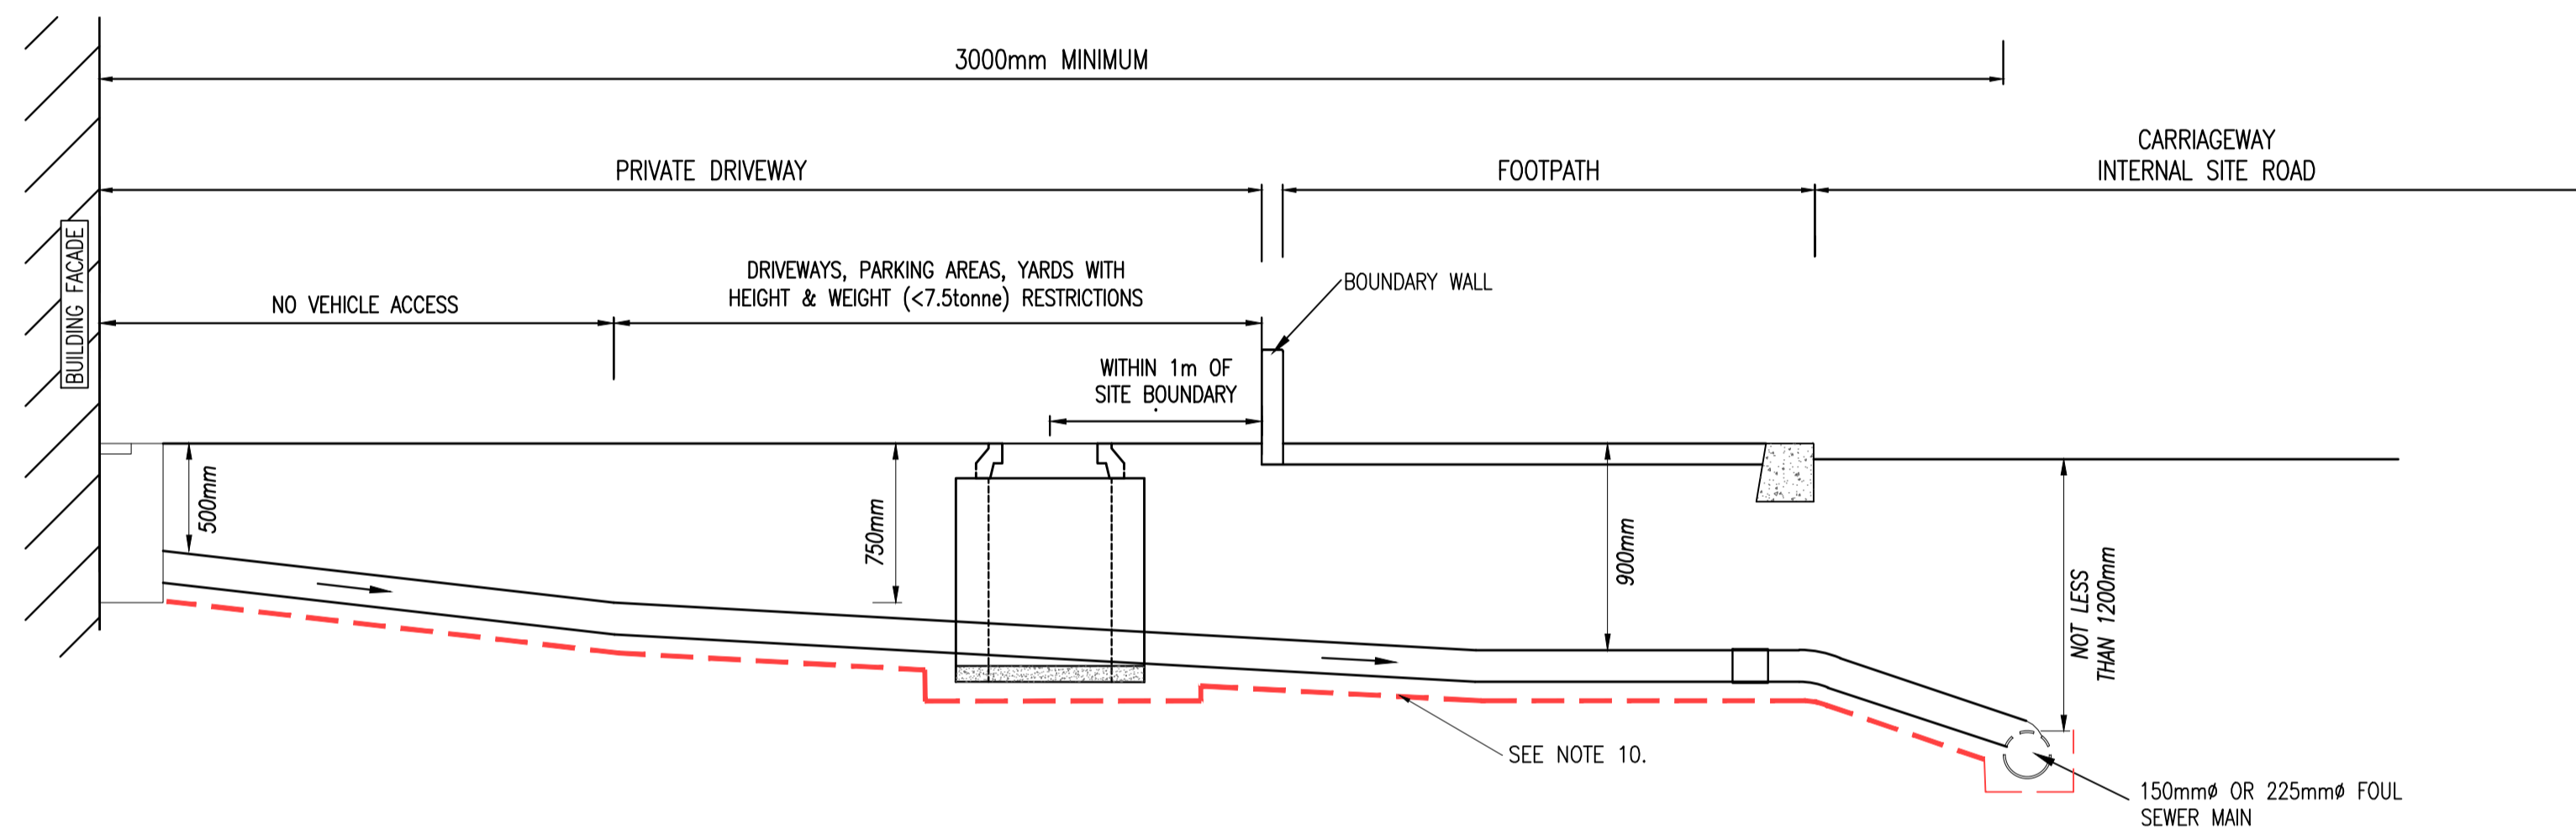 3000mm MINIMUM
CARRIAGEWAY
INTERNAL SITE ROAD
PRIVATE DRIVEWAY
FOOTPATH
BUILDING FACADE
NO VEHICLE ACCESS
DRIVEWAYS, PARKING AREAS, YARDS WITH
HEIGHT & WEIGHT (<7.5tonne) RESTRICTIONS
BOUNDARY WALL
WITHIN 1m OF
SITE BOUNDARY
500mm
750mm
900mm
NOT LESS
THAN 1200mm
SEE NOTE 10.
150mmø OR 225mmø FOUL
SEWER MAIN